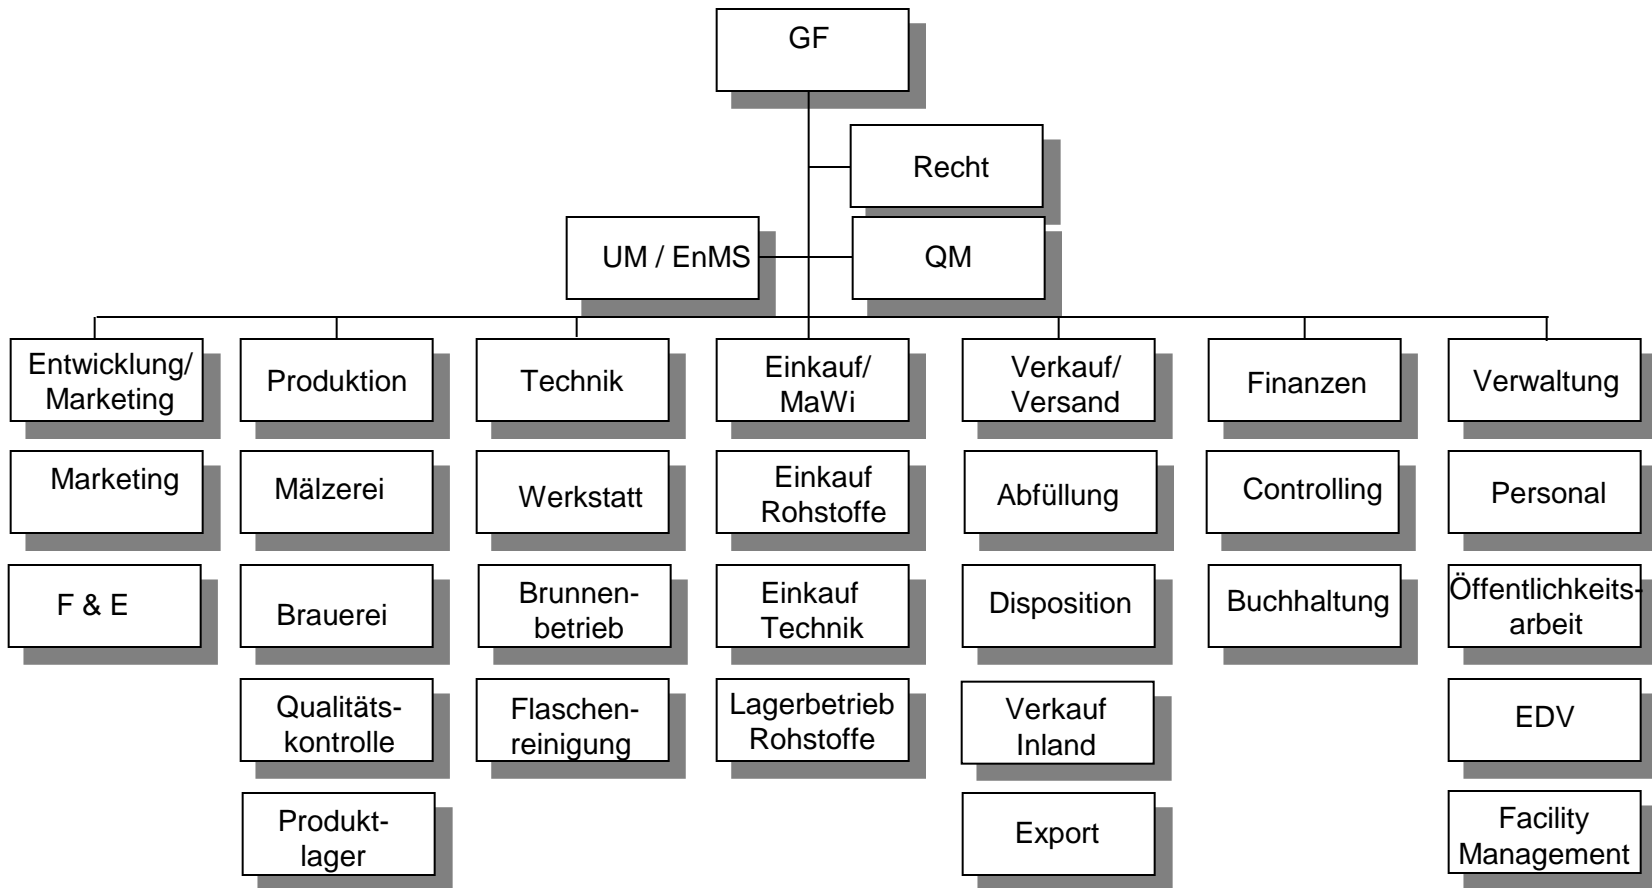 GF
Recht
UM / EnMS
QM
Entwicklung/
Marketing
Produktion
Technik
Einkauf/
MaWi
Verkauf/
Versand
Finanzen
Verwaltung
Marketing
Mälzerei
Werkstatt
Einkauf
Rohstoffe
Abfüllung
Controlling
Personal
F & E
Brauerei
Brunnen-
betrieb
Einkauf
Technik
Disposition
Buchhaltung
Öffentlichkeits-
arbeit
Qualitäts-
kontrolle
Flaschen-
reinigung
Lagerbetrieb
Rohstoffe
Verkauf
Inland
EDV
Produkt-
lager
Export
Facility
Management